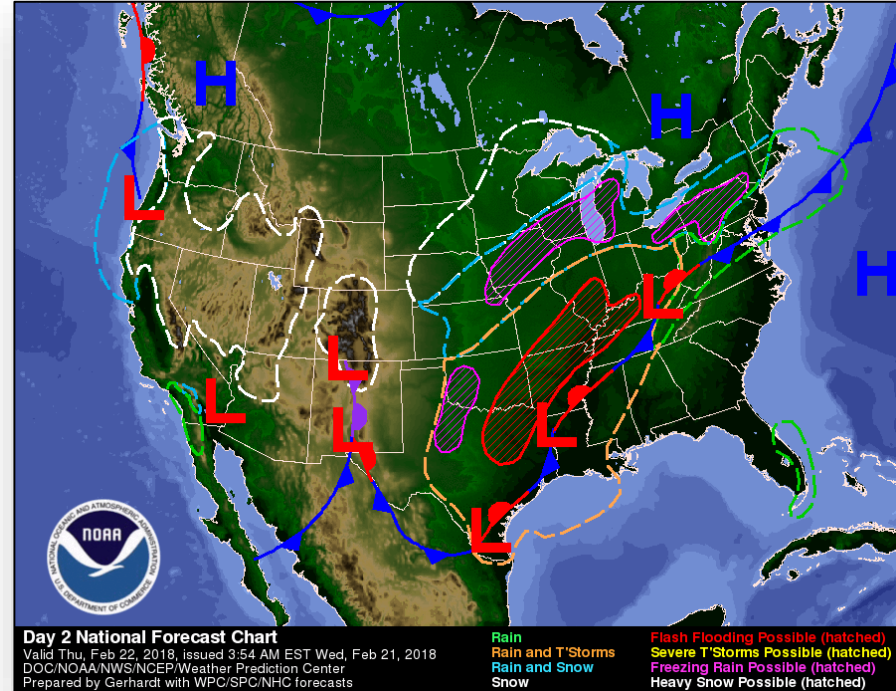 H
H
L
H
L
L
L
L
L
L
NOAA
NATIONAL OCEANIC AND ATMOSPHERIC ADMINISTRATION
U.S. DEPARTMENT OF COMMERCE
Day 2 National Forecast Chart
Valid Thu, Feb 22, 2018, issued 3:54 AM EST Wed, Feb 21, 2018
DOC/NOAA/NWS/NCEP/Weather Prediction Center
Prepared by Gerhardt with WPC/SPC/NHC forecasts
Rain
Rain and T'Storms
Rain and Snow
Snow
Flash Flooding Possible (hatched)
Severe T'Storms Possible (hatched)
Freezing Rain Possible (hatched)
Heavy Snow Possible (hatched)